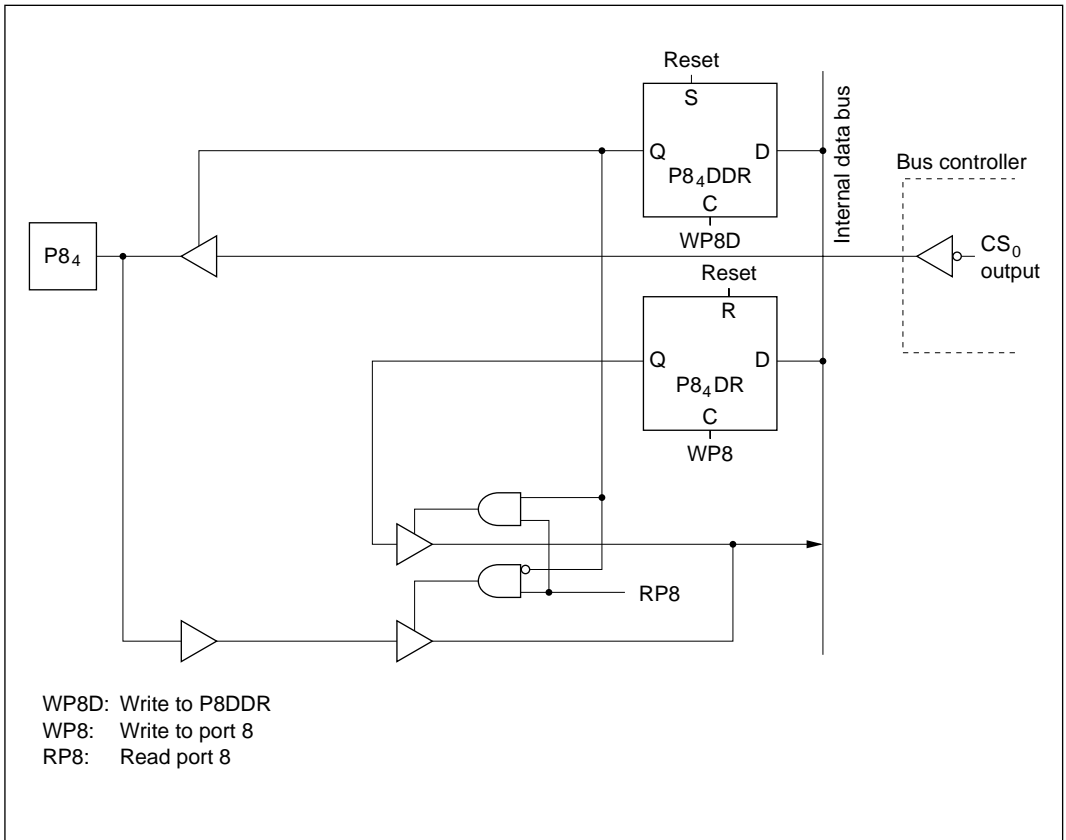 Reset
S
Q
D
P8₄DDR
C
WP8D
Internal data bus
Bus controller
P8₄
CS₀
output
Reset
R
Q
D
P8₄DR
C
WP8
RP8
WP8D: Write to P8DDR
WP8: Write to port 8
RP8: Read port 8